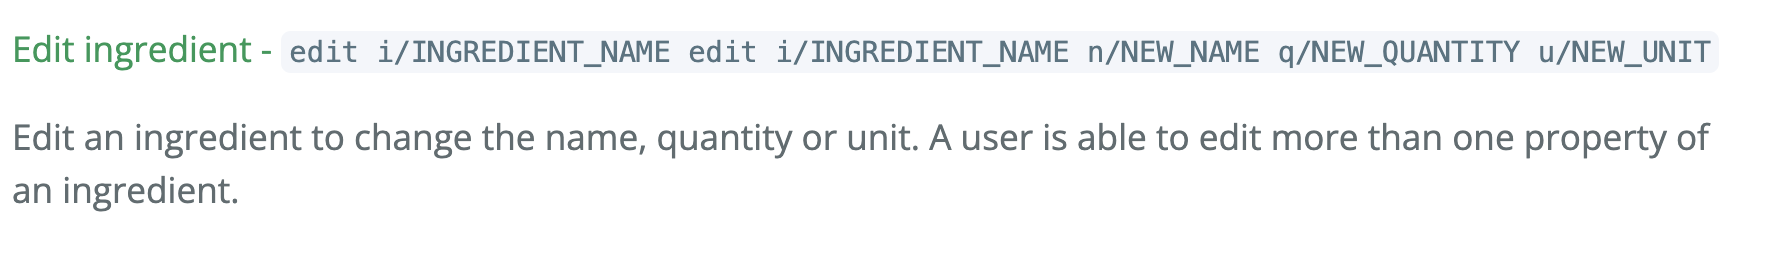 Edit ingredient - edit i/INGREDIENT_NAME edit i/INGREDIENT_NAME n/NEW_NAME q/NEW_QUANTITY u/NEW_UNIT
Edit an ingredient to change the name, quantity or unit. A user is able to edit more than one property of
an ingredient.